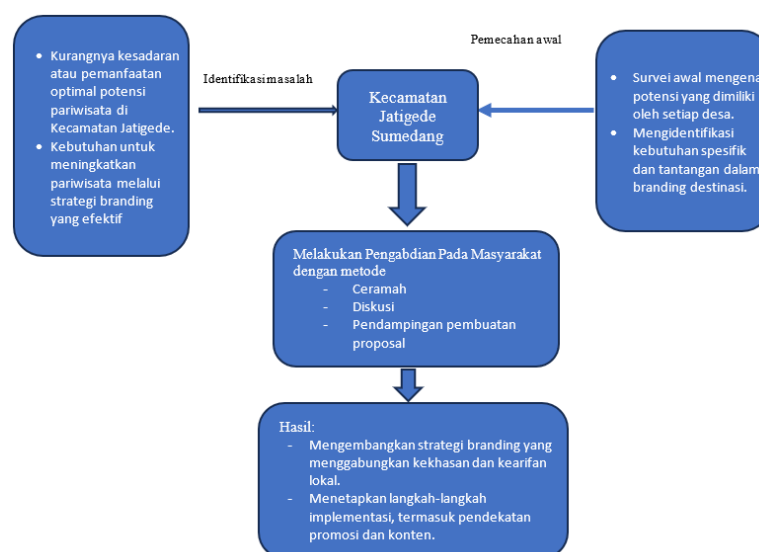 • Kurangnya kesadaran
atau pemanfaatan
optimal potensi
pariwisata di
Kecamatan Jatigede.
• Kebutuhan untuk
meningkatkan
pariwisata melalui
strategi branding
yang efektif
Identifikasi masalah
Kecamatan
Jatigede
Sumedang
Pemecahan awal
• Survei awal mengena
potensi yang dimiliki
oleh setiap desa.
• Mengidentifikasi
kebutuhan spesifik
dan tantangan dalam
branding destinasi.
Melakukan Pengabdian Pada Masyarakat
dengan metode
- Ceramah
- Diskusi
- Pendampingan pembuatan
proposal
Hasil:
- Mengembangkan strategi branding yang
menggabungkan kekhasan dan kearifan
lokal.
- Menetapkan langkah-langkah
implementasi, termasuk pendekatan
promosi dan konten.